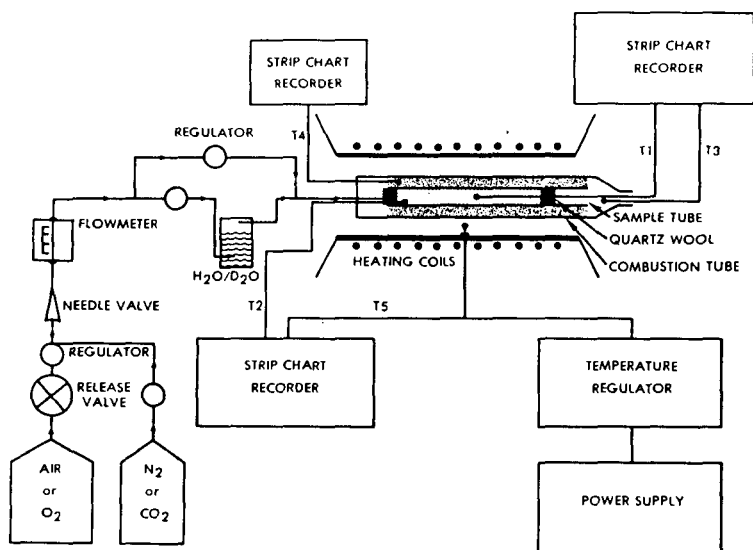 STRIP CHART
RECORDER
STRIP CHART
RECORDER
REGULATOR
T4
T1
T3
FLOWMETER
H2O/D2O
SAMPLE TUBE
QUARTZ WOOL
HEATING COILS
COMBUSTION TUBE
NEEDLE VALVE
T2
T5
REGULATOR
RELEASE
VALVE
STRIP CHART
RECORDER
TEMPERATURE
REGULATOR
AIR
or
O2
N2
or
CO2
POWER SUPPLY